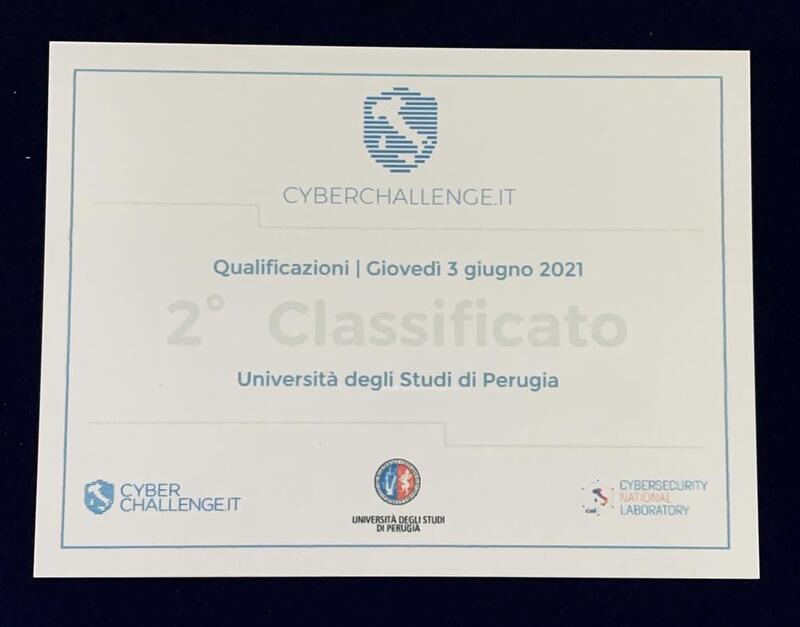 CYBERCHALLENGE.IT
Qualificazioni | Giovedì 3 giugno 2021
2° Classificato
Università degli Studi di Perugia
CYBER
CHALLENGE.IT
UNIVERSITÀ DEGLI STUDI
DI PERUGIA
CYBERSECURITY
NATIONAL
LABORATORY